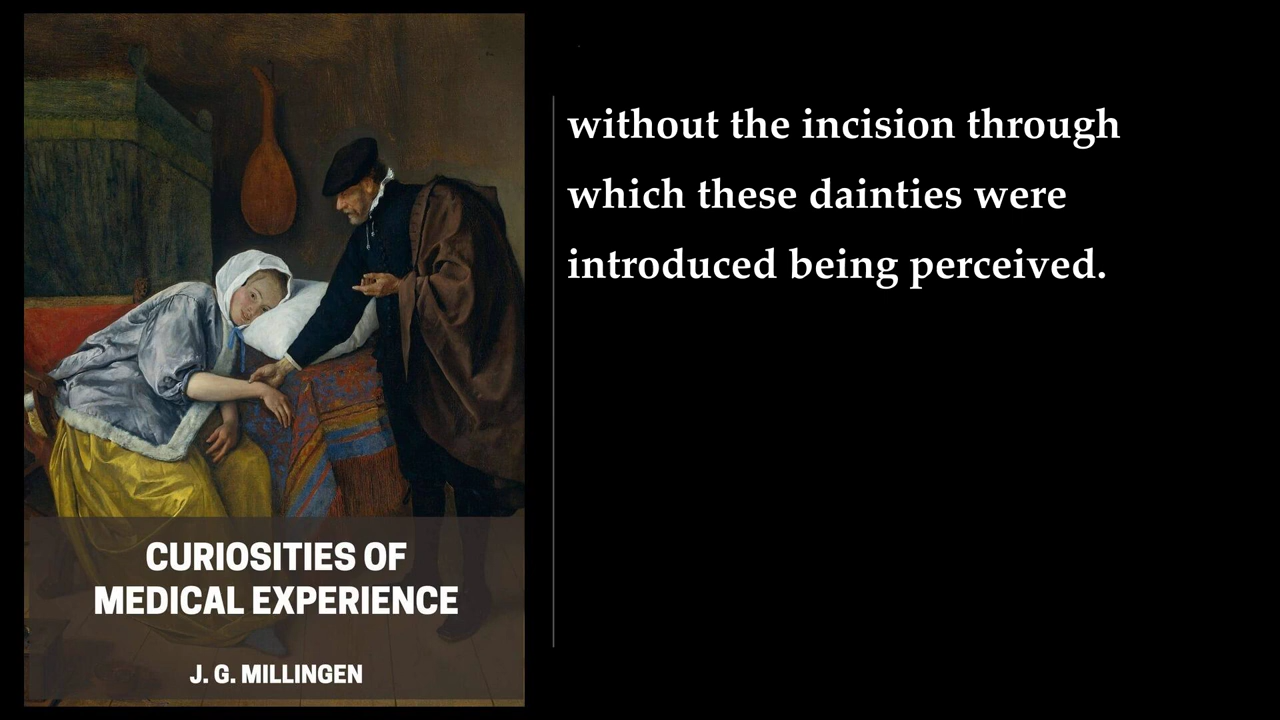 CURIOSITIES OF
MEDICAL EXPERIENCE
J. G. MILLINGEN
without the incision through
which these dainties were
introduced being perceived.